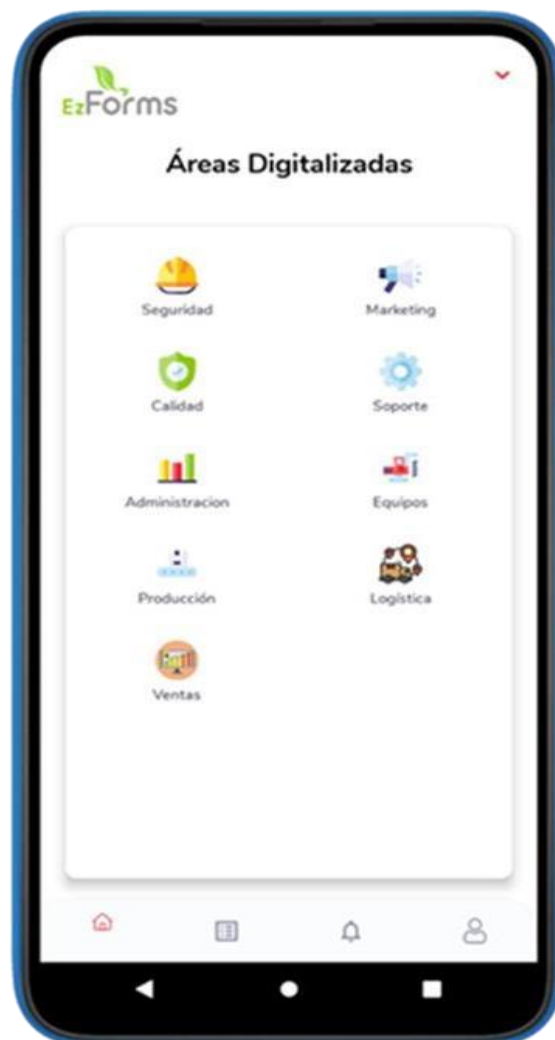 EzForms
Áreas Digitalizadas
Seguridad Marketing
Calidad Soporte
Administracion Equipos
Producción Logística
Ventas